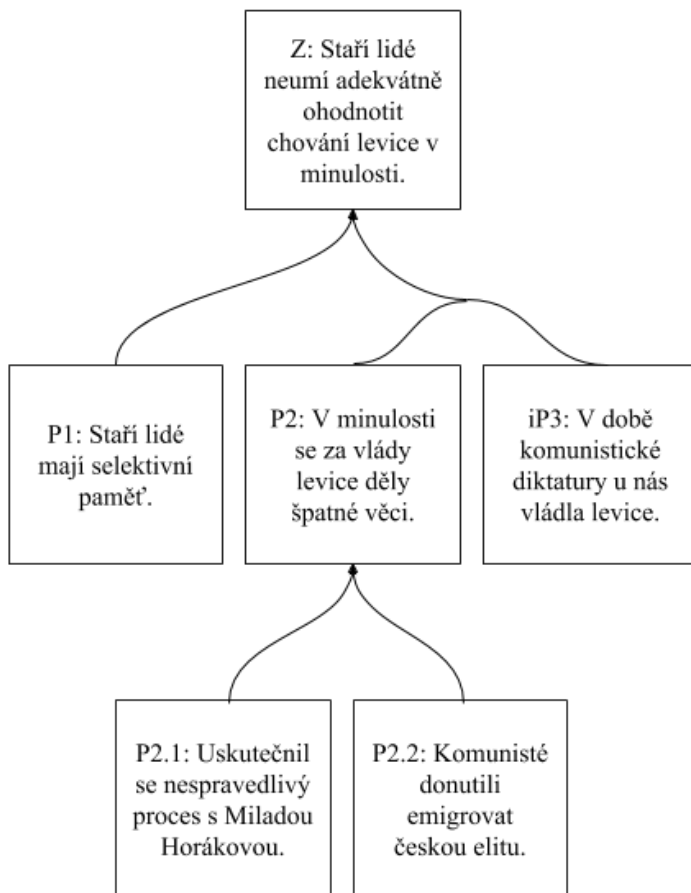 Z: Staří lidé
neumí adekvátně
ohodnotit
chování levice v
minulosti.
P1: Staří lidé
mají selektivní
paměť.
P2: V minulosti
se za vlády
levice děly
špatné věci.
iP3: V době
komunistické
diktatury u nás
vládla levice.
P2.1: Uskutečnil
se nespravedlivý
proces s Miladou
Horákovou.
P2.2: Komunisté
donutili
emigrovat
českou elitu.